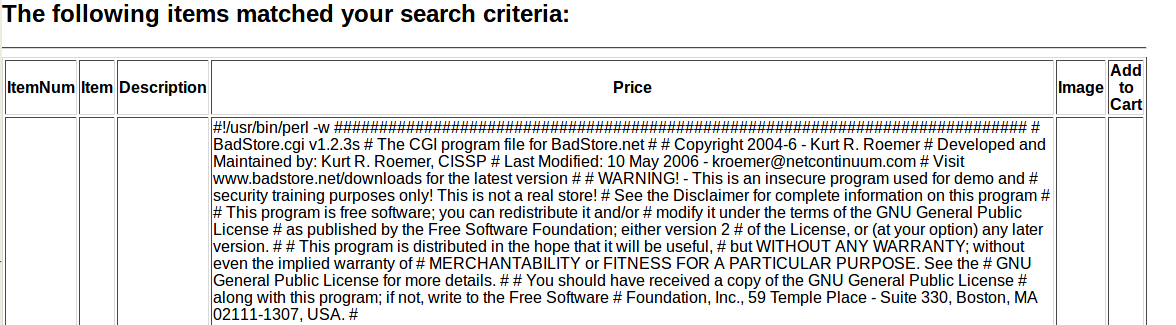 The following items matched your search criteria:
ItemNum Item Description Price Image Add to Cart
#!/usr/bin/perl -w ############################################################################### #
BadStore.cgi v1.2.3s # The CGI program file for BadStore.net # # Copyright 2004-6 - Kurt R. Roemer # Developed and
Maintained by: Kurt R. Roemer, CISSP # Last Modified: 10 May 2006 - kroemer@netcontinuum.com # Visit
www.badstore.net/downloads for the latest version # # WARNING! - This is an insecure program used for demo and #
security training purposes only! This is not a real store! # See the Disclaimer for complete information on this program #
# This program is free software; you can redistribute it and/or # modify it under the terms of the GNU General Public
License # as published by the Free Software Foundation; either version 2 # of the License, or (at your option) any later
version. # # This program is distributed in the hope that it will be useful, # but WITHOUT ANY WARRANTY; without
even the implied warranty of # MERCHANTABILITY or FITNESS FOR A PARTICULAR PURPOSE. See the # GNU
General Public License for more details. # # You should have received a copy of the GNU General Public License #
along with this program; if not, write to the Free Software # Foundation, Inc., 59 Temple Place - Suite 330, Boston, MA
02111-1307, USA. #